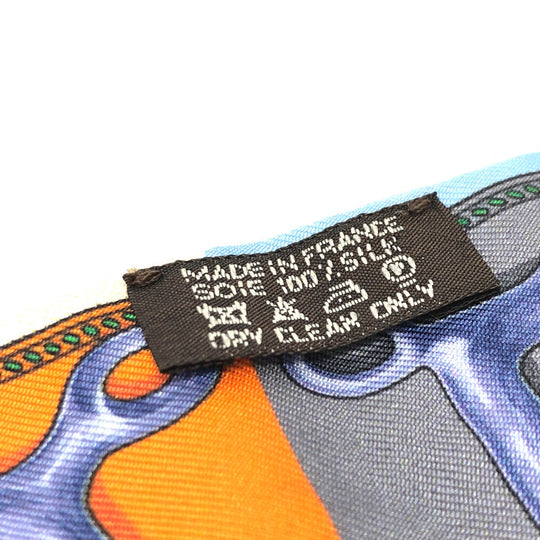 MADE IN FRANCE
SOIE 100% SILK
DRY CLEAN ONLY